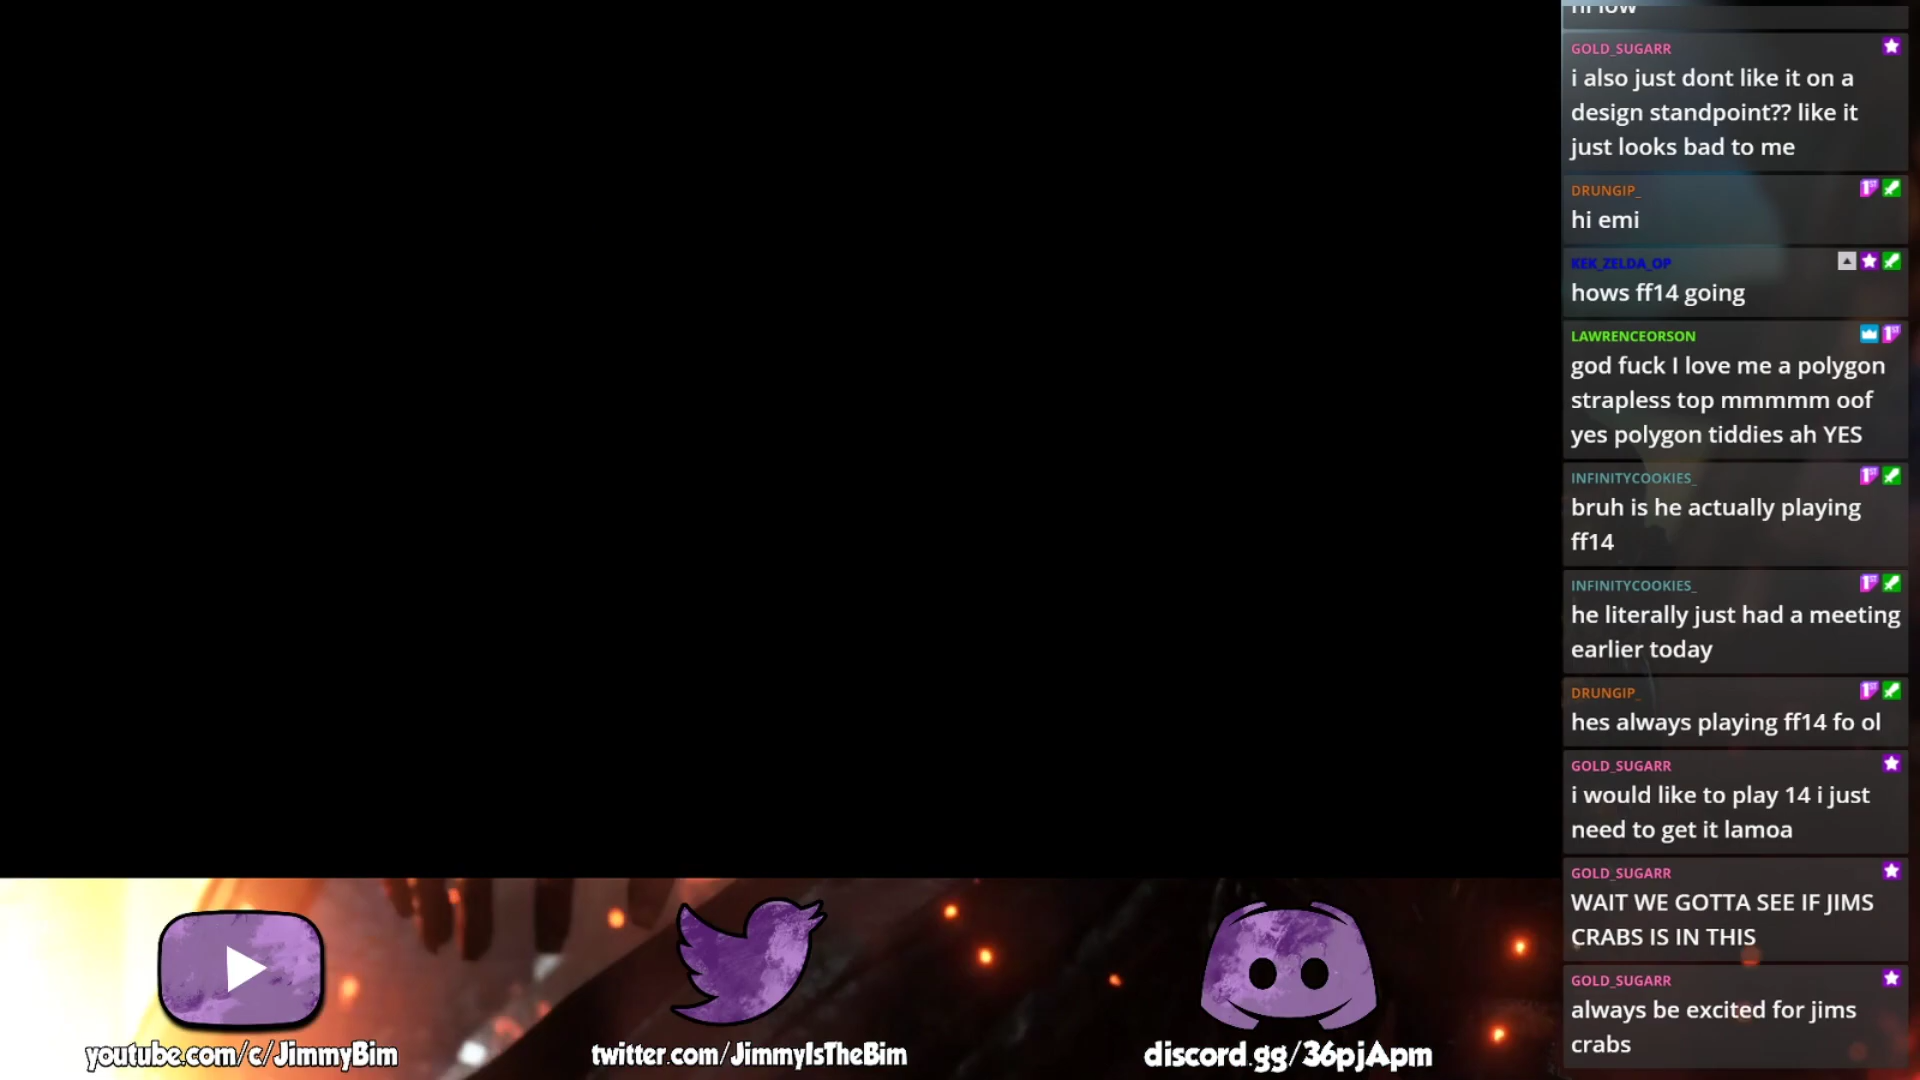 hi low
GOLD_SUGARR
i also just dont like it on a
design standpoint?? like it
just looks bad to me
DRUNGIP_
hi emi
KEK_ZELDA_OP
hows ff14 going
LAWRENCEORSON
god fuck I love me a polygon
strapless top mmmmm oof
yes polygon tiddies ah YES
INFINITYCOOKIES_
bruh is he actually playing
ff14
INFINITYCOOKIES_
he literally just had a meeting
earlier today
DRUNGIP_
hes always playing ff14 fo ol
GOLD_SUGARR
i would like to play 14 i just
need to get it lamoa
GOLD_SUGARR
WAIT WE GOTTA SEE IF JIMS
CRABS IS IN THIS
GOLD_SUGARR
always be excited for jims
crabs
youtube.com/c/JimmyBim
twitter.com/JimmyIsTheBim
discord.gg/36pjApm